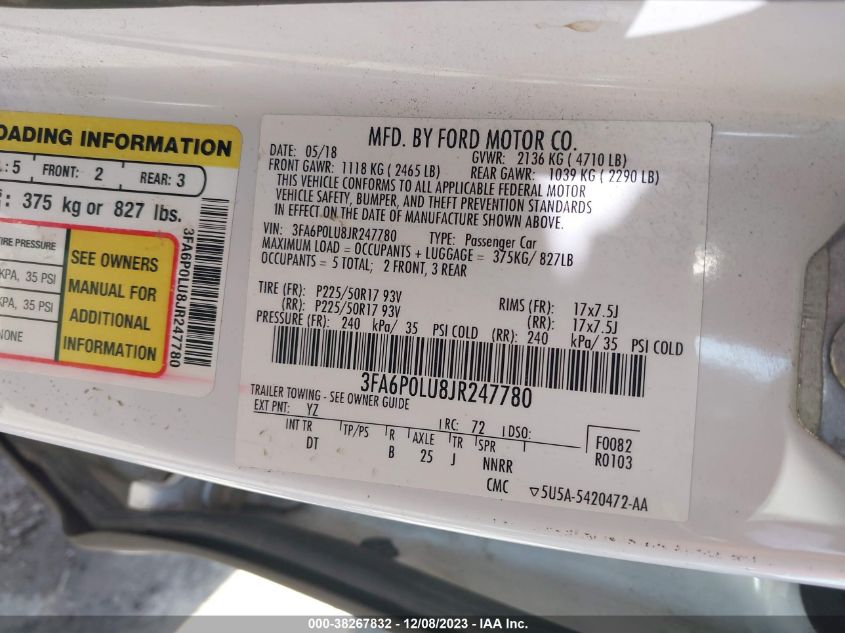 OADING INFORMATION
: 5 FRONT: 2 REAR: 3
: 375 kg or 827 lbs.
TIRE PRESSURE
KPA, 35 PSI
KPA, 35 PSI
NONE
SEE OWNERS
MANUAL FOR
ADDITIONAL
INFORMATION
3FA6P0LU8JR247780
MFD. BY FORD MOTOR CO.
DATE: 05/18 GVWR: 2136 KG ( 4710 LB)
FRONT GAWR: 1118 KG ( 2465 LB) REAR GAWR: 1039 KG ( 2290 LB)
THIS VEHICLE CONFORMS TO ALL APPLICABLE FEDERAL MOTOR
VEHICLE SAFETY, BUMPER, AND THEFT PREVENTION STANDARDS
IN EFFECT ON THE DATE OF MANUFACTURE SHOWN ABOVE.
VIN: 3FA6P0LU8JR247780 TYPE: Passenger Car
MAXIMUM LOAD = OCCUPANTS + LUGGAGE = 375KG/ 827LB
OCCUPANTS = 5 TOTAL; 2 FRONT, 3 REAR
TIRE (FR): P225/50R17 93V RIMS (FR): 17x7.5J
(RR): P225/50R17 93V (RR): 17x7.5J
PRESSURE (FR): 240 kPa/ 35 PSI COLD (RR): 240 kPa/ 35 PSI COLD
3FA6P0LU8JR247780
TRAILER TOWING - SEE OWNER GUIDE
EXT PNT: YZ RC: 72 DSO: F0082
INT TR TP/PS R AXLE TR SPR R0103
DT B 25 J NNRR
CMC ▽5U5A-5420472-AA
000-38267832 - 12/08/2023 - IAA Inc.